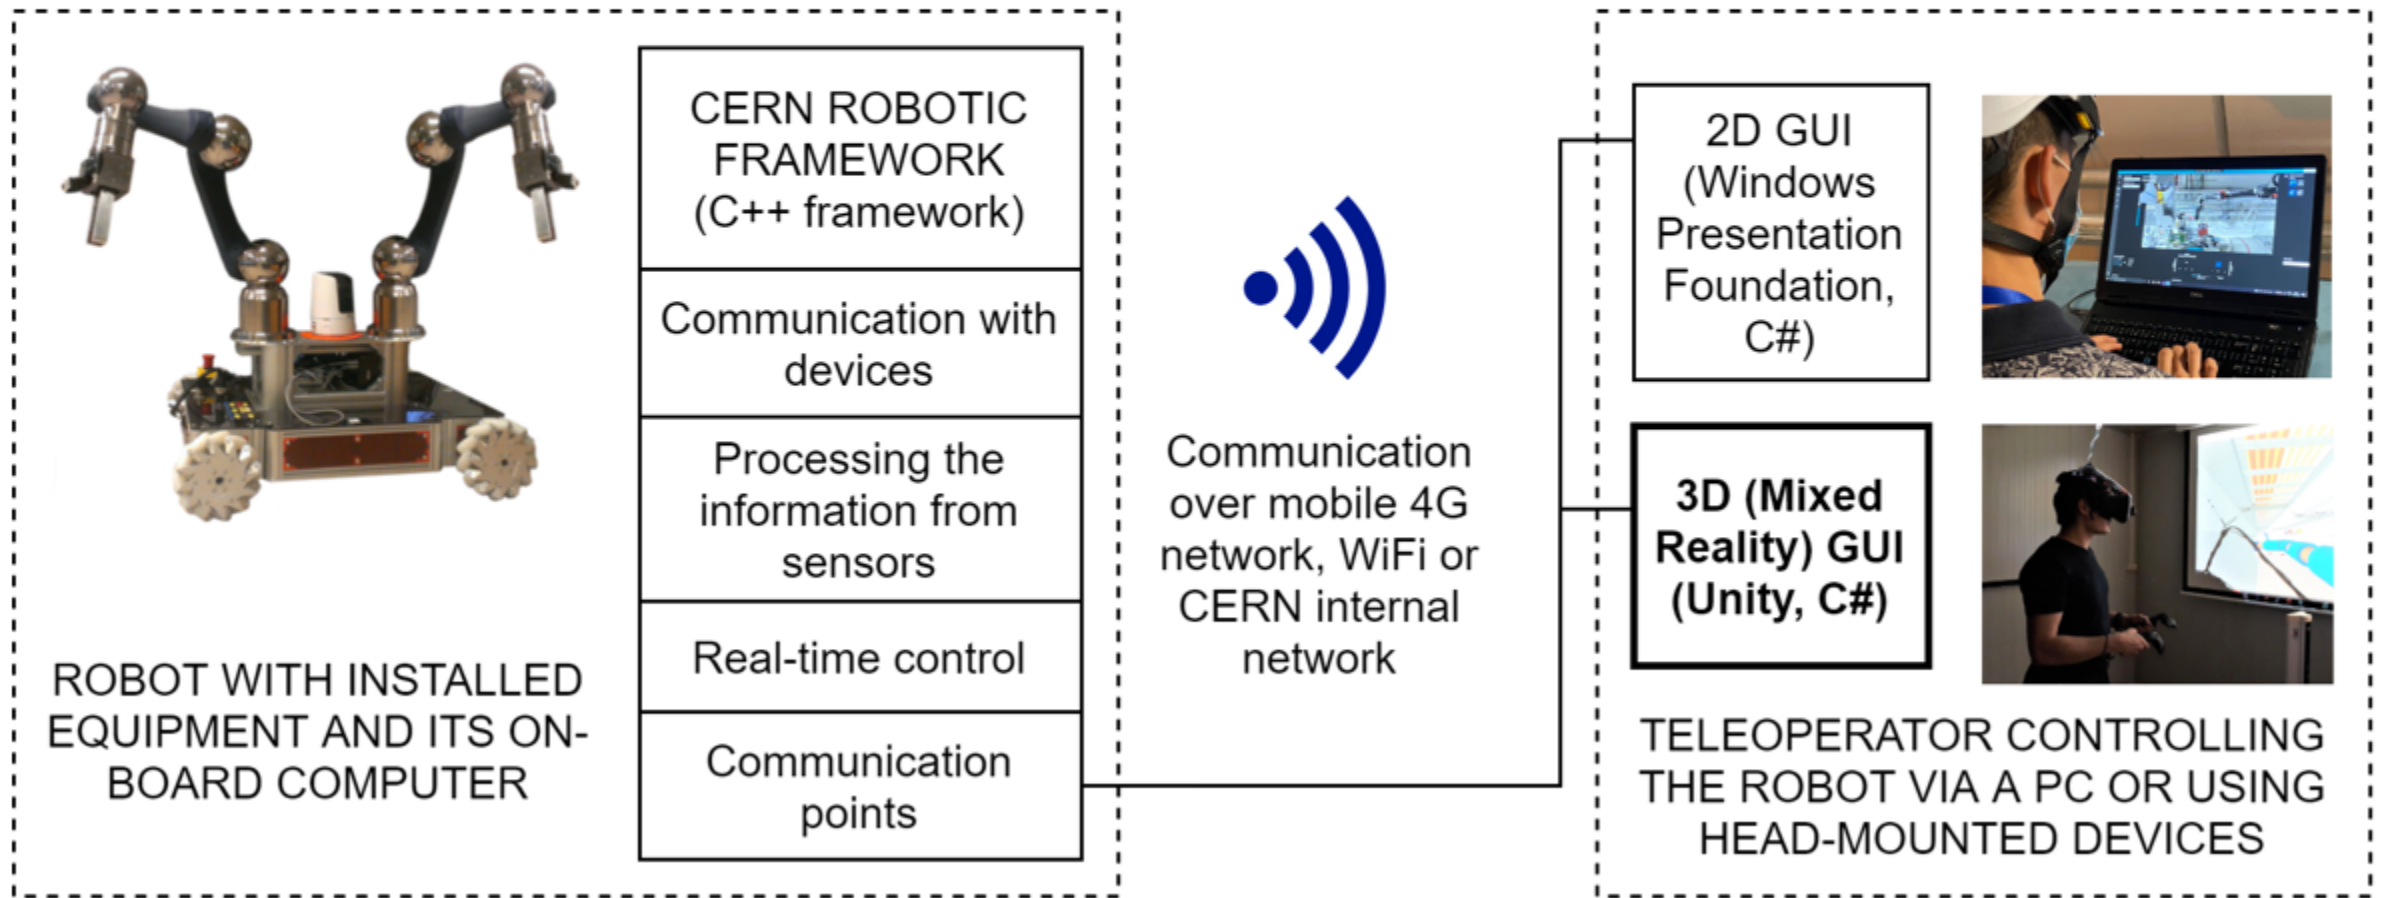 CERN ROBOTIC
FRAMEWORK
(C++ framework)
Communication with
devices
Processing the
information from
sensors
Real-time control
Communication
points
ROBOT WITH INSTALLED
EQUIPMENT AND ITS ON-
BOARD COMPUTER
Communication
over mobile 4G
network, WiFi or
CERN internal
network
2D GUI
(Windows
Presentation
Foundation,
C#)
3D (Mixed
Reality) GUI
(Unity, C#)
TELEOPERATOR CONTROLLING
THE ROBOT VIA A PC OR USING
HEAD-MOUNTED DEVICES